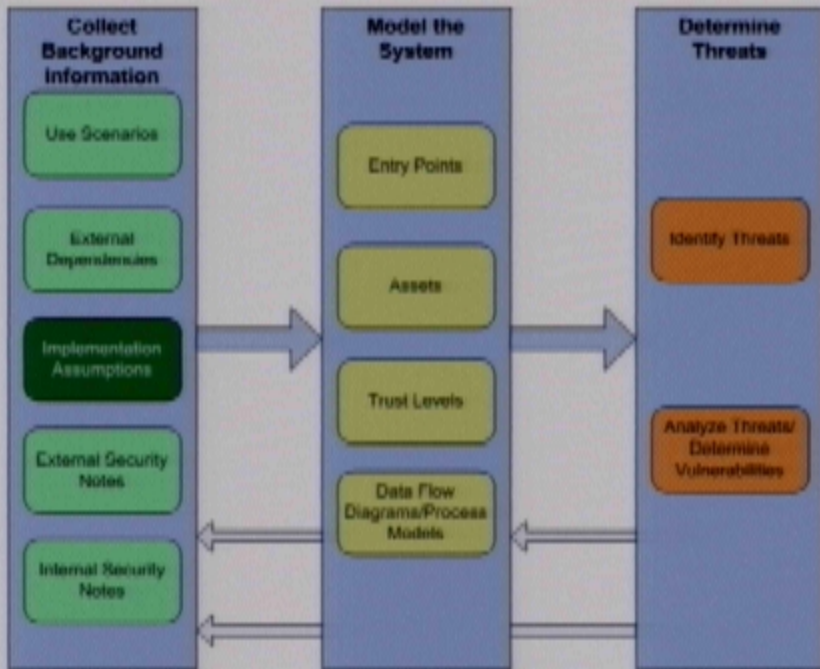 Collect
Background
Information
Use Scenarios
External
Dependencies
Implementation
Assumptions
External Security
Notes
Internal Security
Notes
Model the
System
Entry Points
Assets
Trust Levels
Data Flow
Diagrams/Process
Models
Determine
Threats
Identify Threats
Analyze Threats/
Determine
Vulnerabilities